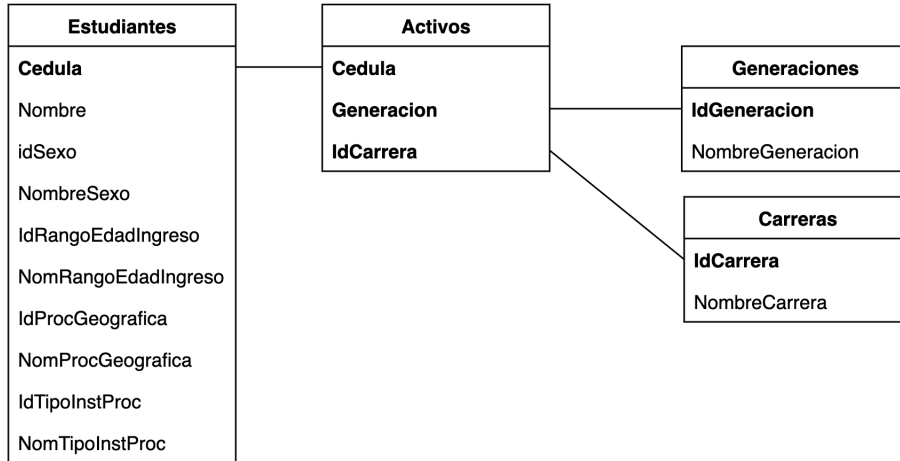 Estudiantes
Cedula
Nombre
idSexo
NombreSexo
IdRangoEdadIngreso
NomRangoEdadIngreso
IdProcGeografica
NomProcGeografica
IdTipoInstProc
NomTipoInstProc
Activos
Cedula
Generacion
IdCarrera
Generaciones
IdGeneracion
NombreGeneracion
Carreras
IdCarrera
NombreCarrera